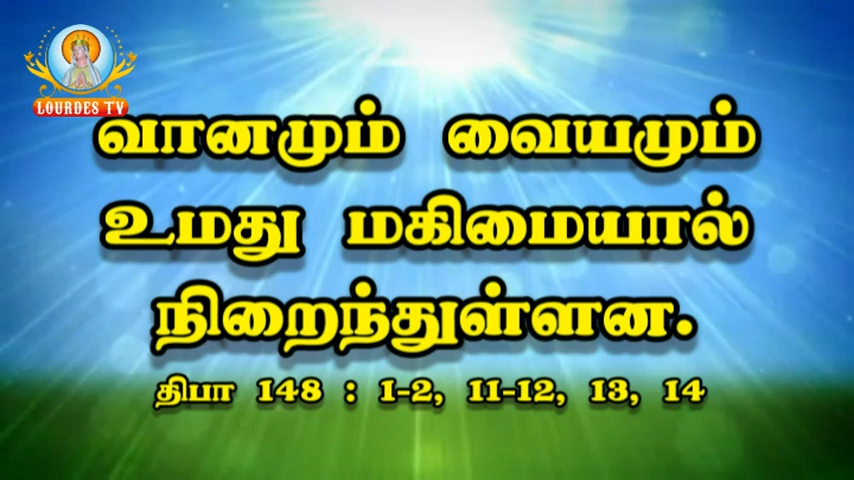 LOURDES TV
வானமும் வையமும்
உமது மகிமையால்
நிறைந்துள்ளன.
திபா 148 : 1-2, 11-12, 13, 14